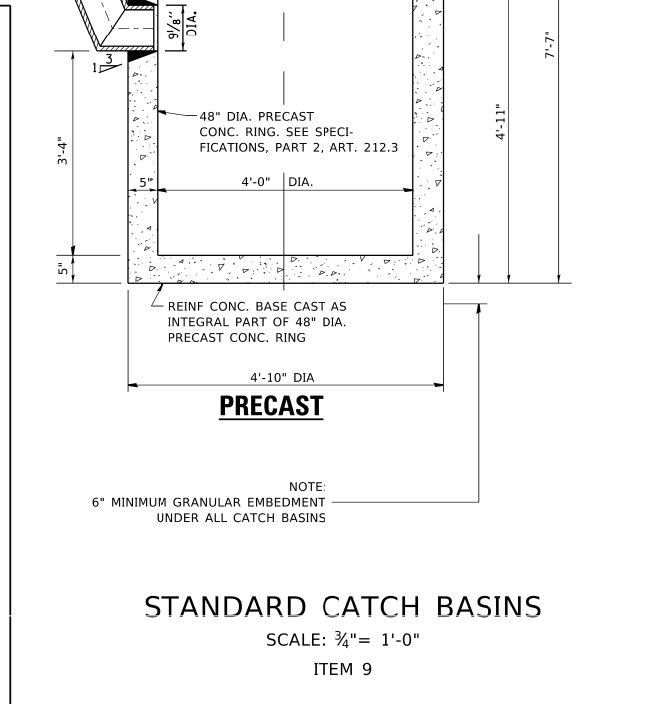 9⅛"
DIA.
7'-7"
3
1
48" DIA. PRECAST
CONC. RING. SEE SPECI-
FICATIONS, PART 2, ART. 212.3
4'-11"
3'-4"
5"
4'-0" DIA.
5"
REINF CONC. BASE CAST AS
INTEGRAL PART OF 48" DIA.
PRECAST CONC. RING
4'-10" DIA
PRECAST
NOTE:
6" MINIMUM GRANULAR EMBEDMENT
UNDER ALL CATCH BASINS
STANDARD CATCH BASINS
SCALE: ¾"= 1'-0"
ITEM 9